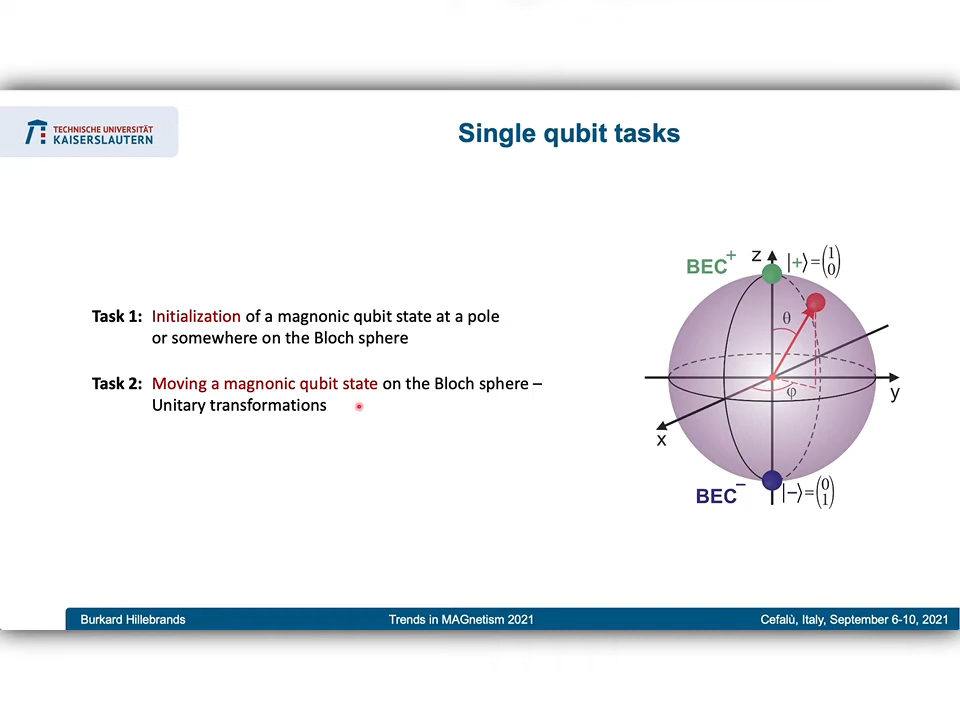 TECHNISCHE UNIVERSITÄT
KAISERSLAUTERN
Single qubit tasks
Task 1: Initialization of a magnonic qubit state at a pole
or somewhere on the Bloch sphere
Task 2: Moving a magnonic qubit state on the Bloch sphere –
Unitary transformations
BEC⁺ z |+⟩=(1
0)
θ
φ
y
x
BEC⁻ |−⟩=(0
1)
Burkard Hillebrands Trends in MAGnetism 2021 Cefalù, Italy, September 6-10, 2021